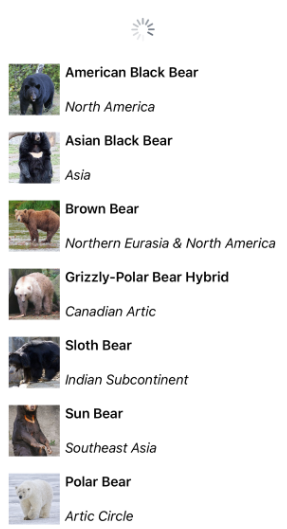 American Black Bear
North America
Asian Black Bear
Asia
Brown Bear
Northern Eurasia & North America
Grizzly-Polar Bear Hybrid
Canadian Artic
Sloth Bear
Indian Subcontinent
Sun Bear
Southeast Asia
Polar Bear
Artic Circle